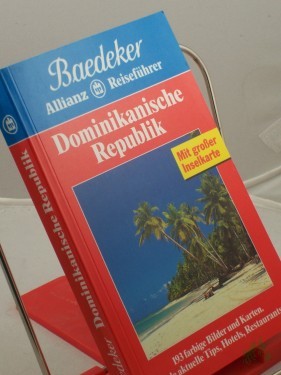 Baedeker
Allianz Reiseführer
Dominikanische
Republik
Mit großer
Inselkarte
193 farbige Bilder und Karten,
aktuelle Tips, Hotels, Restaurants
Dominikanische Republik